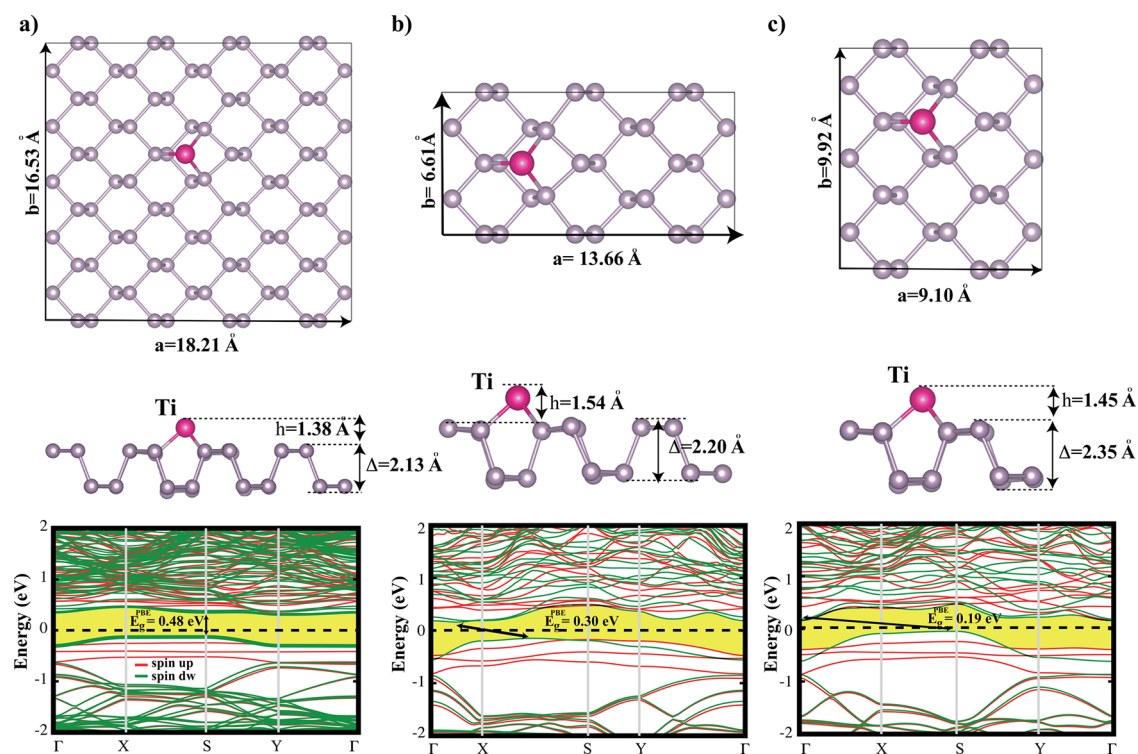 a)
b)
c)
b=16.53 Å
a=18.21 Å
b= 6.61Å
a= 13.66 Å
b=9.92 Å
a=9.10 Å
Ti
h=1.38 Å
Δ=2.13 Å
Ti
h=1.54 Å
Δ=2.20 Å
Ti
h=1.45 Å
Δ=2.35 Å
Energy (eV)
2
1
0
-1
-2
PBE
Eg = 0.48 eV
spin up
spin dw
Γ X S Y Γ
Energy (eV)
2
1
0
-1
-2
PBE
Eg = 0.30 eV
Γ X S Y Γ
Energy (eV)
2
1
0
-1
-2
PBE
Eg = 0.19 eV
Γ X S Y Γ